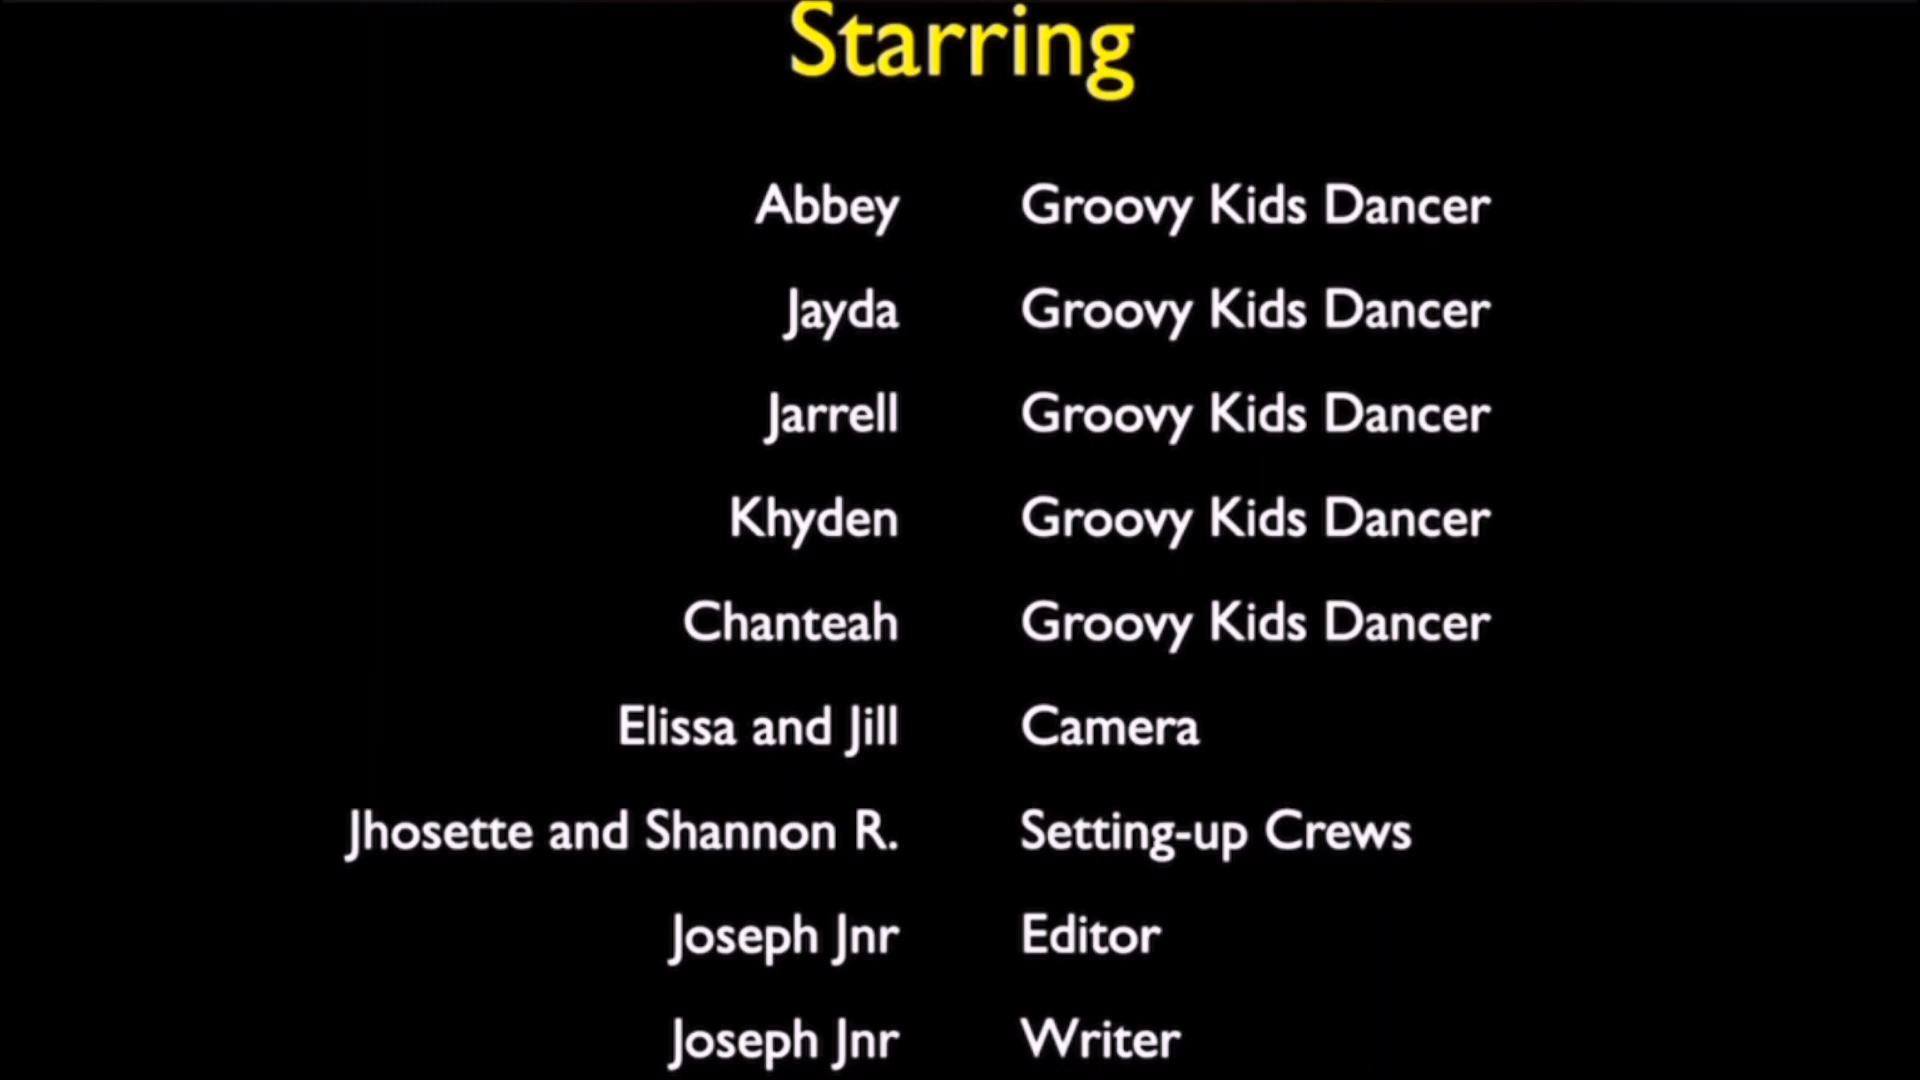 Starring
Abbey Groovy Kids Dancer
Jayda Groovy Kids Dancer
Jarrell Groovy Kids Dancer
Khyden Groovy Kids Dancer
Chanteah Groovy Kids Dancer
Elissa and Jill Camera
Jhosette and Shannon R. Setting-up Crews
Joseph Jnr Editor
Joseph Jnr Writer